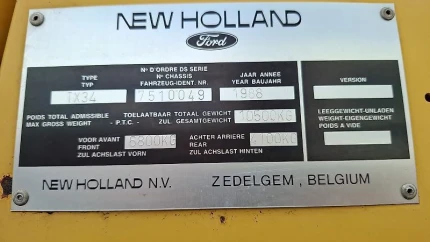 NEW HOLLAND
Ford
N° D'ORDRE DS SERIE
N° CHASSIS
FAHRZEUG-IDENT. NR.
TYPE
TYP
JAAR ANNEE
YEAR BAUJAHR
VERSION
TX34
7510049
1988
POIDS TOTAL ADMISSIBLE TOELAATBAAR TOTAAL GEWICHT 10500KG
MAX GROSS WEIGHT - P.T.C. - ZUL. GESAMTGEWICHT
LEEGGEWICHT-UNLADEN
WEIGHT-EIGENGEWICHT
POIDS A VIDE
VOOR AVANT
FRONT 6800KG
ZUL ACHSLAST VORN
ACHTER ARRIERE
REAR
ZUL ACHSLAST HINTEN
NEW HOLLAND N.V. ZEDELGEM, BELGIUM